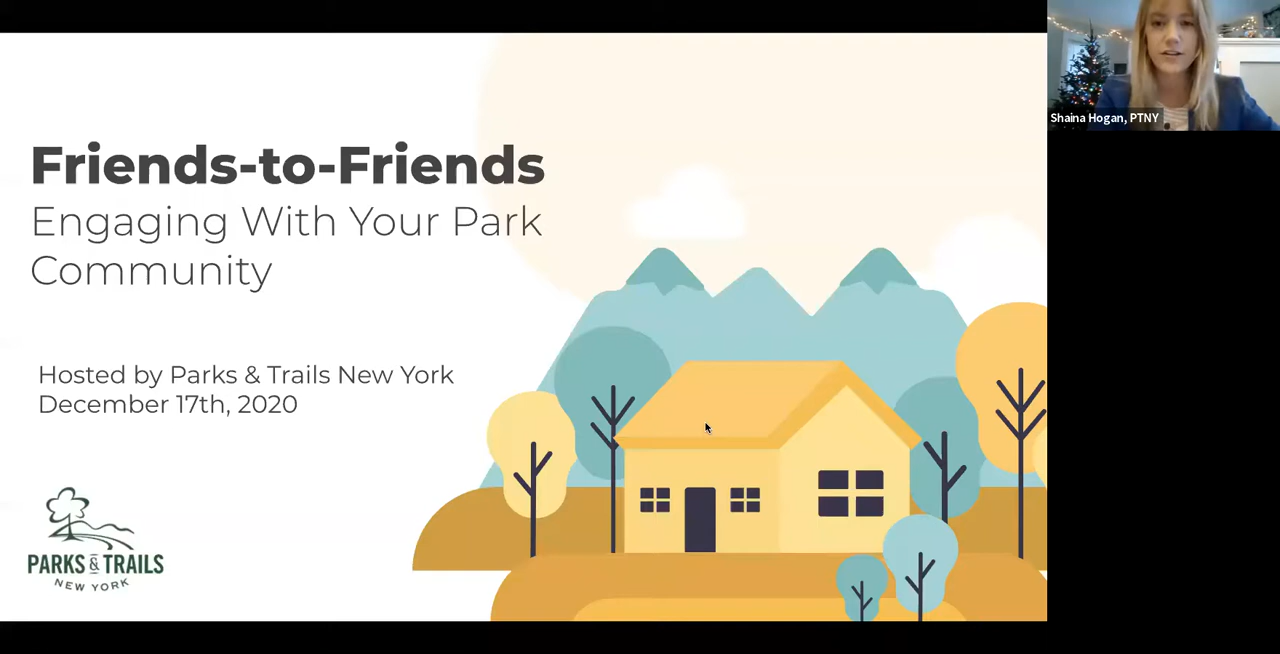 Friends-to-Friends
Engaging With Your Park
Community
Hosted by Parks & Trails New York
December 17th, 2020
PARKS & TRAILS
NEW YORK
Shaina Hogan, PTNY